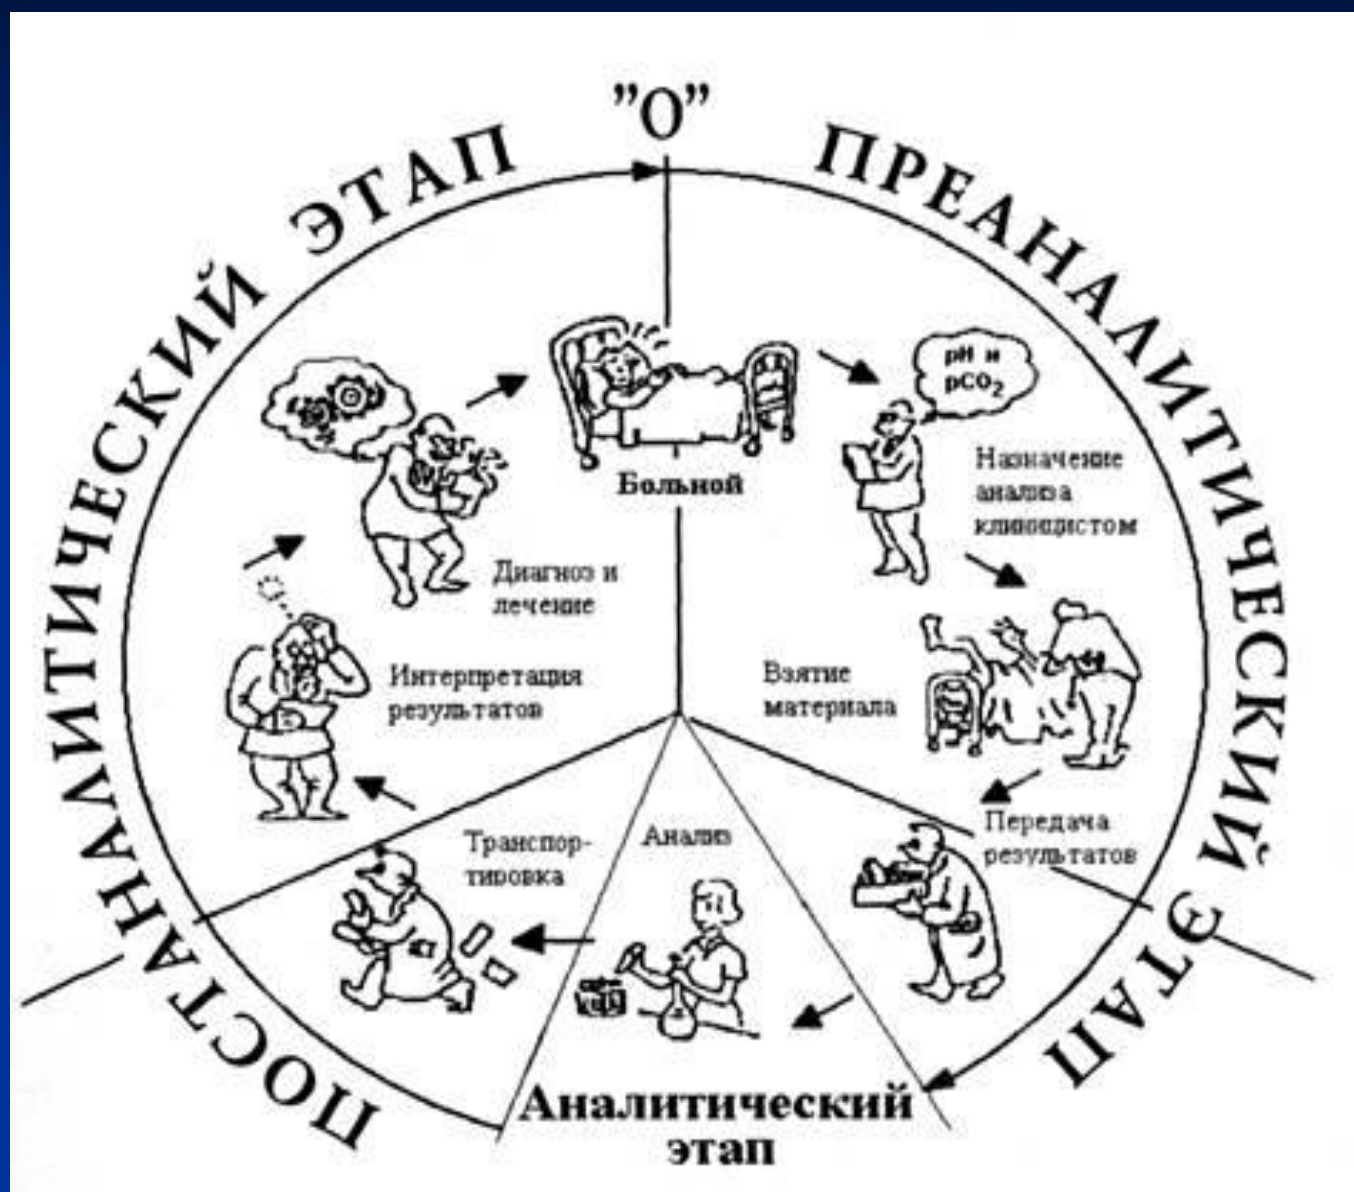 "О"
ПРЕАНАЛИТИЧЕСКИЙ ЭТАП
pH и
pCO₂
Назначение
анализа
клиницистом
Больной
Взятие
материала
Передача
результатов
Анализ
Аналитический
этап
Транспор-
тировка
Интерпретация
результатов
Диагноз и
лечение
ПОСТАНАЛИТИЧЕСКИЙ ЭТАП